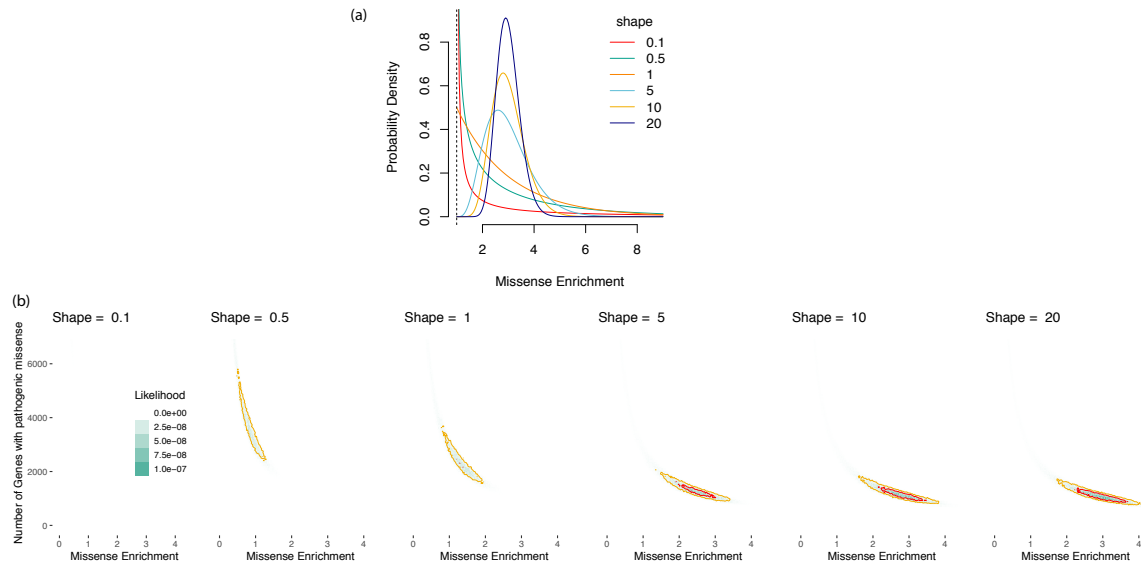 (a)
shape
0.1
0.5
1
5
10
20
Probability Density
0.0 0.2 0.4 0.6 0.8
2 4 6 8
Missense Enrichment
(b)
Shape = 0.1 Shape = 0.5 Shape = 1 Shape = 5 Shape = 10 Shape = 20
Number of Genes with pathogenic missense
6000
4000
2000
0
Likelihood
0.0e+00
2.5e-08
5.0e-08
7.5e-08
1.0e-07
0 1 2 3 4 0 1 2 3 4 0 1 2 3 4 0 1 2 3 4 0 1 2 3 4 0 1 2 3 4
Missense Enrichment Missense Enrichment Missense Enrichment Missense Enrichment Missense Enrichment Missense Enrichment